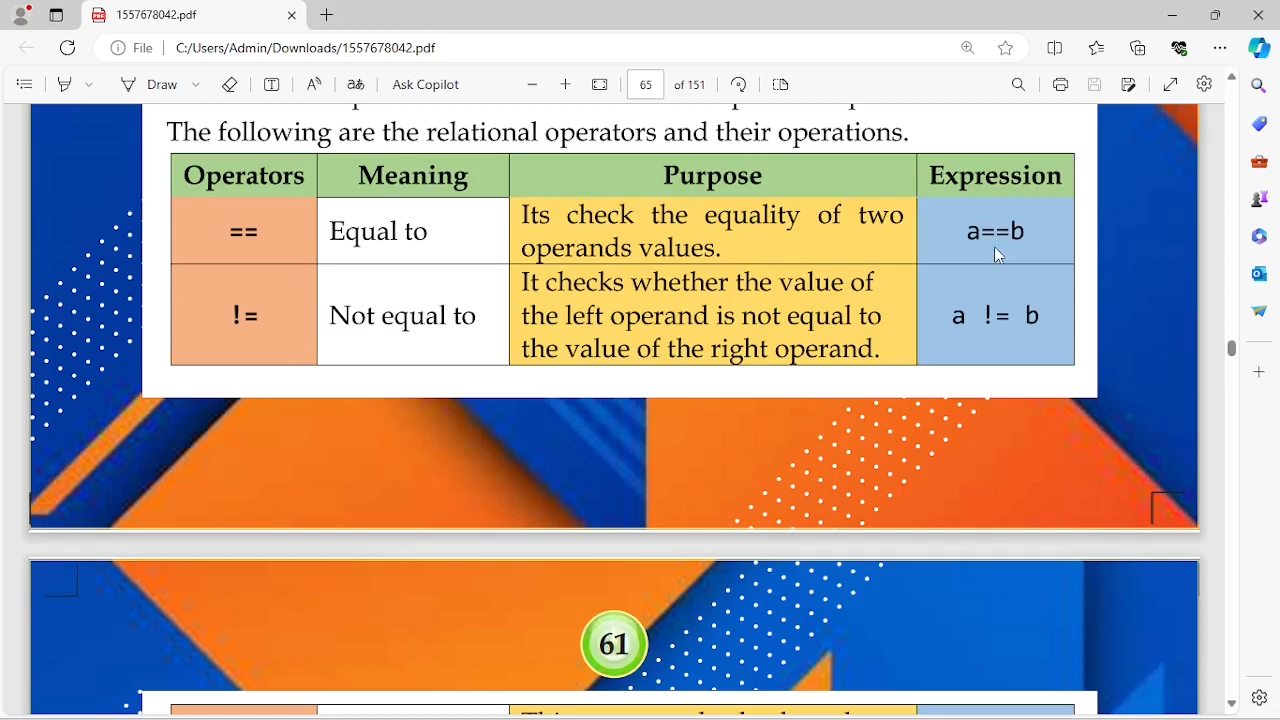 1557678042.pdf
File C:/Users/Admin/Downloads/1557678042.pdf
Draw aあ Ask Copilot 65 of 151
The following are the relational operators and their operations.
Operators Meaning Purpose Expression
== Equal to Its check the equality of two operands values. a==b
!= Not equal to It checks whether the value of
the left operand is not equal to
the value of the right operand. a != b
61